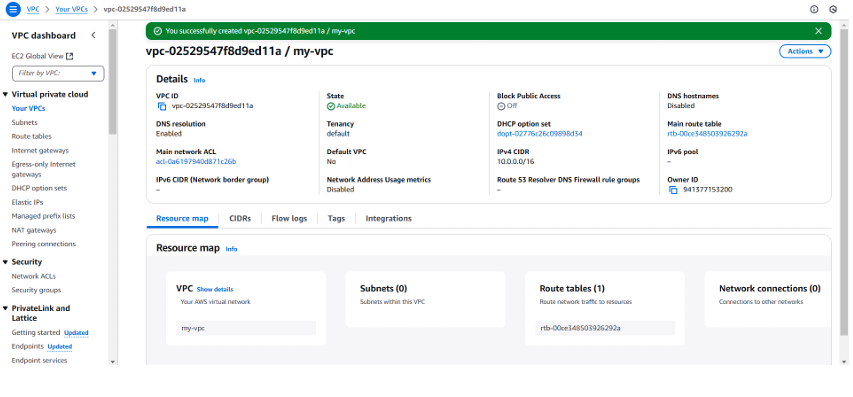 VPC > Your VPCs > vpc-02529547f8d9ed11a
VPC dashboard
EC2 Global View
Filter by VPC:
Virtual private cloud
Your VPCs
Subnets
Route tables
Internet gateways
Egress-only Internet
gateways
DHCP option sets
Elastic IPs
Managed prefix lists
NAT gateways
Peering connections
Security
Network ACLs
Security groups
PrivateLink and
Lattice
Getting started Updated
Endpoints Updated
Endpoint services
You successfully created vpc-02529547f8d9ed11a / my-vpc
vpc-02529547f8d9ed11a / my-vpc
Actions
Details Info
VPC ID
vpc-02529547f8d9ed11a
State
Available
Block Public Access
Off
DNS hostnames
Disabled
DNS resolution
Enabled
Tenancy
default
DHCP option set
dopt-02776c26c09898d34
Main route table
rtb-00ce348503926292a
Main network ACL
acl-0a6197940d871c26b
Default VPC
No
IPv4 CIDR
10.0.0.0/16
IPv6 pool
–
IPv6 CIDR (Network border group)
–
Network Address Usage metrics
Disabled
Route 53 Resolver DNS Firewall rule groups
–
Owner ID
941377153200
Resource map
CIDRs
Flow logs
Tags
Integrations
Resource map Info
VPC Show details
Your AWS virtual network
my-vpc
Subnets (0)
Subnets within this VPC
Route tables (1)
Route network traffic to resources
rtb-00ce348503926292a
Network connections (0)
Connections to other networks